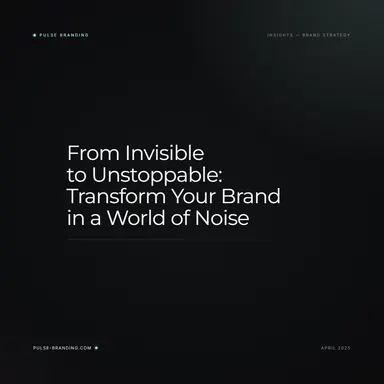 PULSE BRANDING
INSIGHTS — BRAND STRATEGY
From Invisible
to Unstoppable:
Transform Your Brand
in a World of Noise
PULSE-BRANDING.COM
APRIL 2025